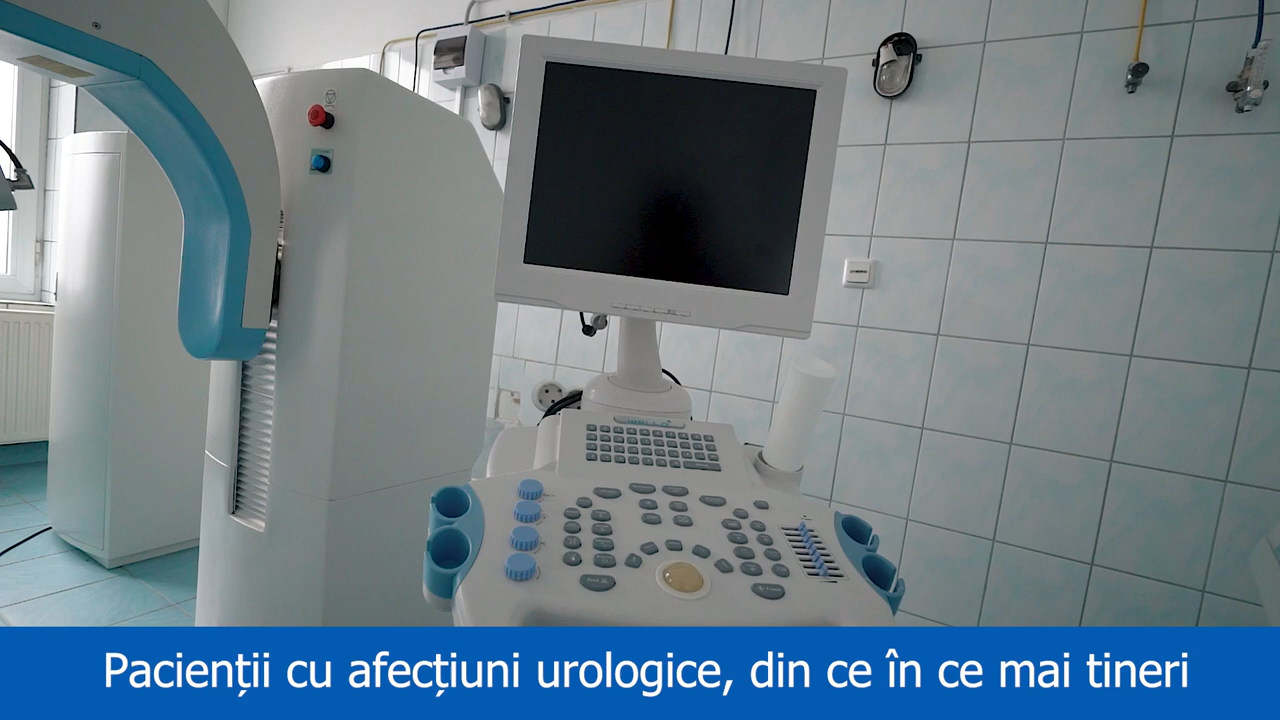 Pacienții cu afecțiuni urologice, din ce în ce mai tineri